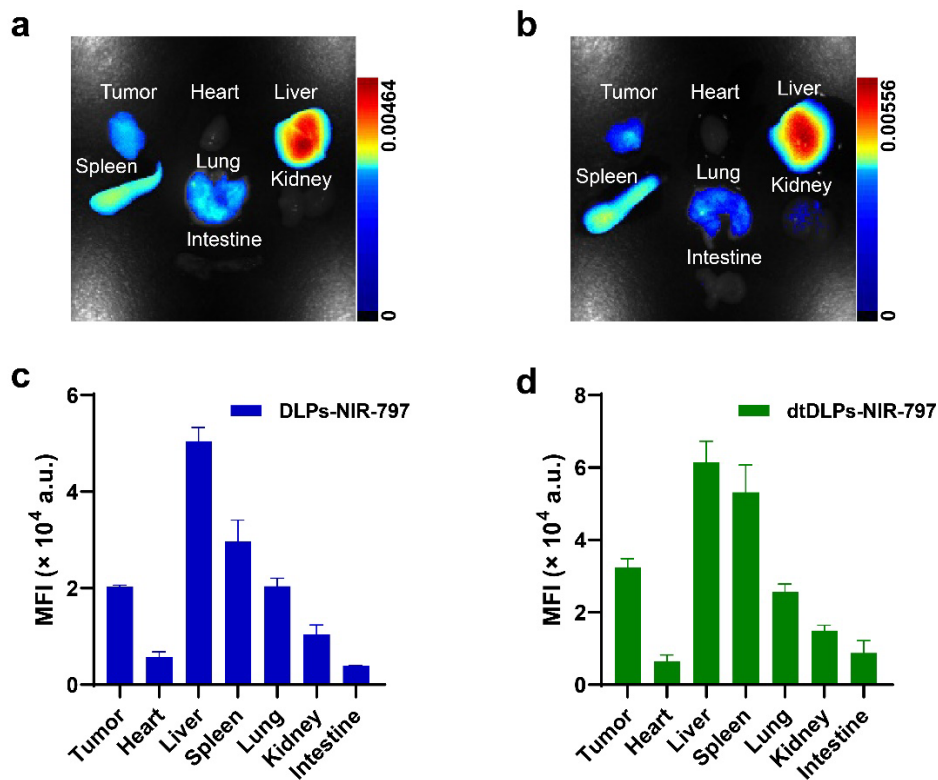 a
Tumor Heart Liver
Spleen Lung Kidney
Intestine
0.00464
0
b
Tumor Heart Liver
Spleen Lung Kidney
Intestine
0.00556
0
c
DLPs-NIR-797
MFI (× 10⁴ a.u.)
6
4
2
0
Tumor Heart Liver Spleen Lung Kidney Intestine
d
dtDLPs-NIR-797
MFI (× 10⁴ a.u.)
8
6
4
2
0
Tumor Heart Liver Spleen Lung Kidney Intestine